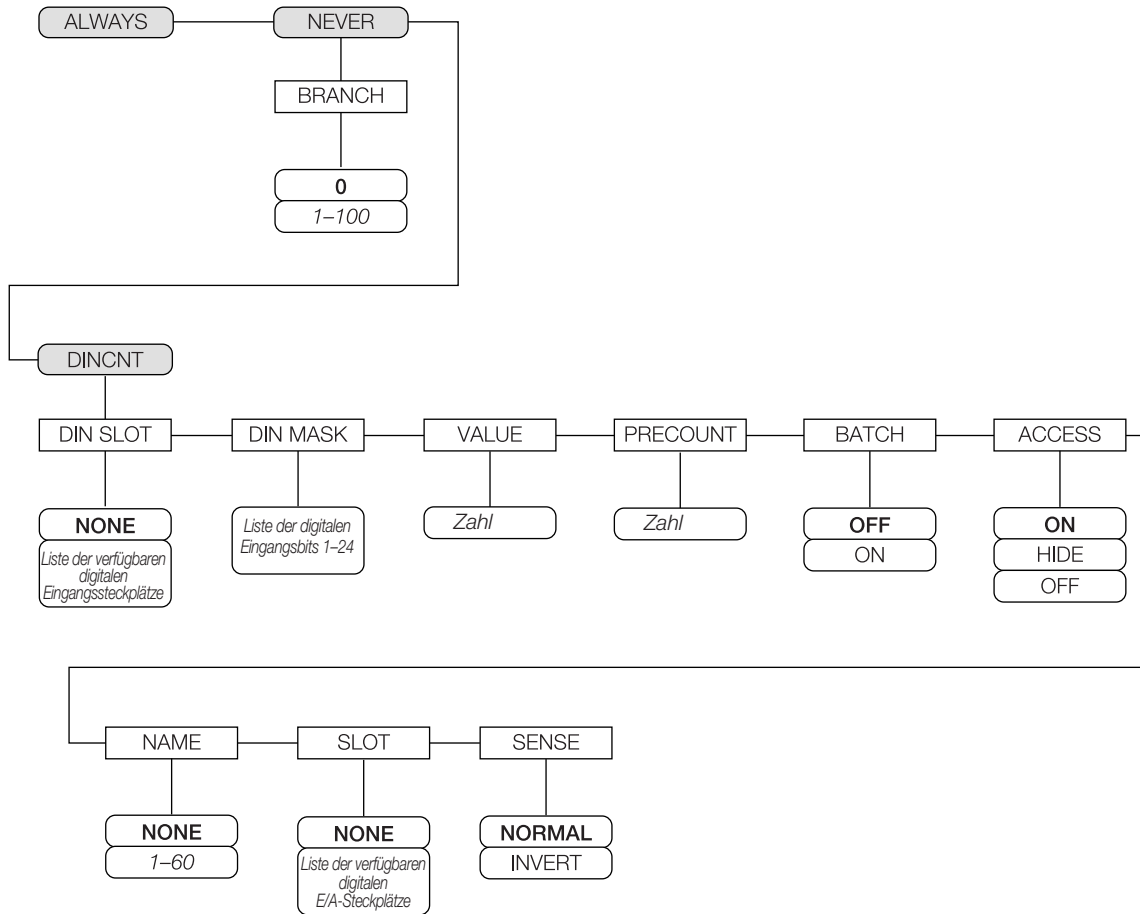 ALWAYS
NEVER
BRANCH
0
1–100
DINCNT
DIN SLOT
DIN MASK
VALUE
PRECOUNT
BATCH
ACCESS
NONE
Liste der verfügbaren
digitalen
Eingangssteckplätze
Liste der digitalen
Eingangsbits 1–24
Zahl
Zahl
OFF
ON
ON
HIDE
OFF
NAME
SLOT
SENSE
NONE
1–60
NONE
Liste der verfügbaren
digitalen
E/A-Steckplätze
NORMAL
INVERT